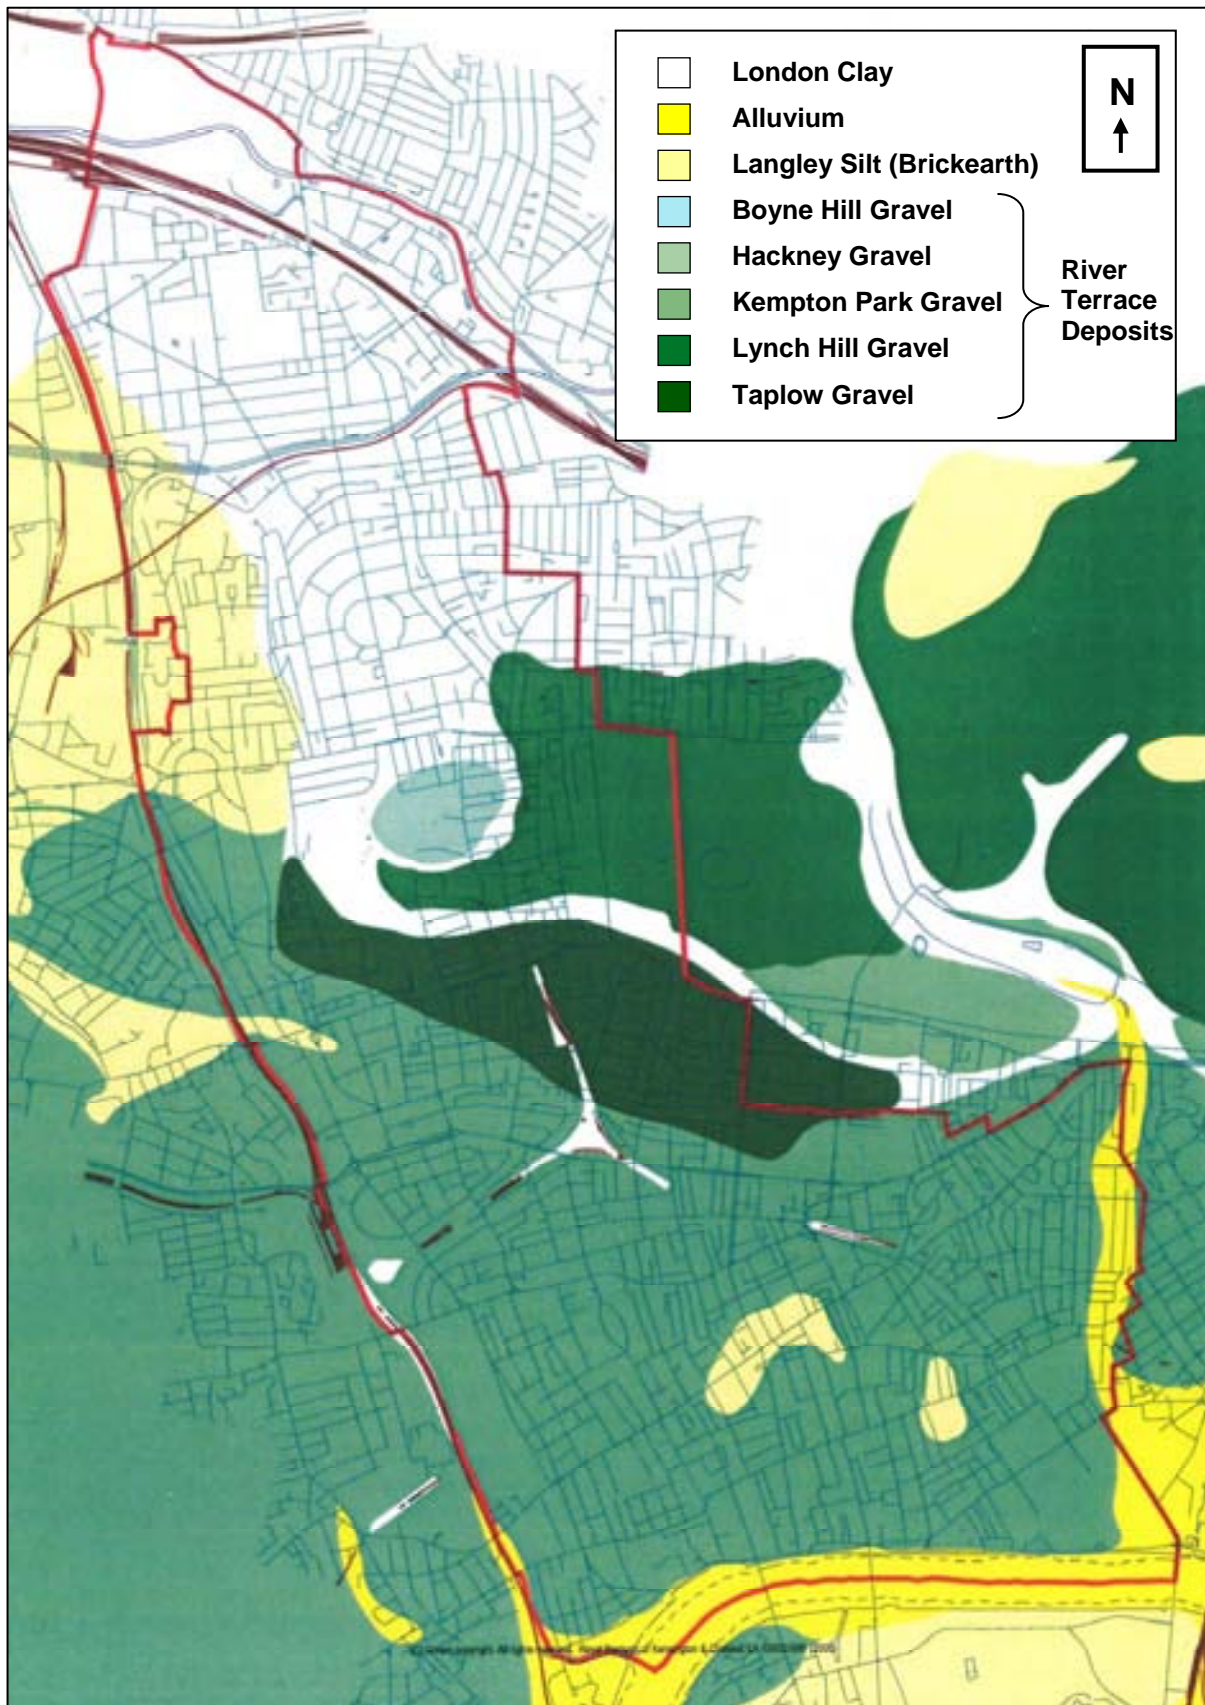 London Clay
Alluvium
Langley Silt (Brickearth)
Boyne Hill Gravel
Hackney Gravel
Kempton Park Gravel
Lynch Hill Gravel
Taplow Gravel
River
Terrace
Deposits
N